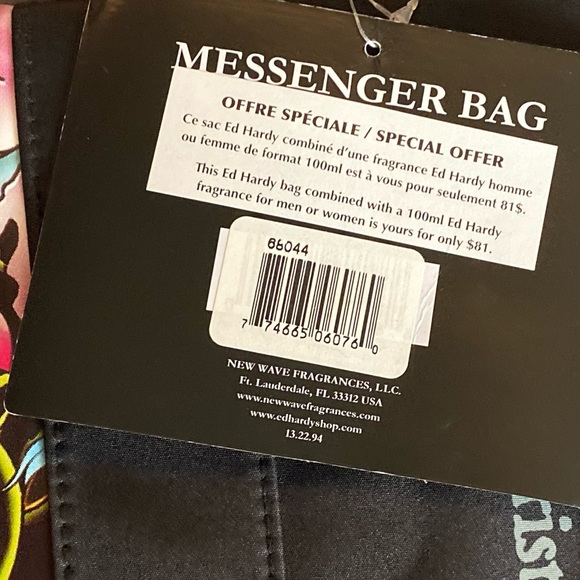 MESSENGER BAG
OFFRE SPÉCIALE / SPECIAL OFFER
Ce sac Ed Hardy combiné d'une fragrance Ed Hardy homme
ou femme de format 100ml est à vous pour seulement 81$.
This Ed Hardy bag combined with a 100ml Ed Hardy
fragrance for men or women is yours for only $81.
66044
7 74665 06076 0
NEW WAVE FRAGRANCES, LLC.
Ft. Lauderdale, FL 33312 USA
www.newwavefragrances.com
www.edhardyshop.com
13.22.94
rist